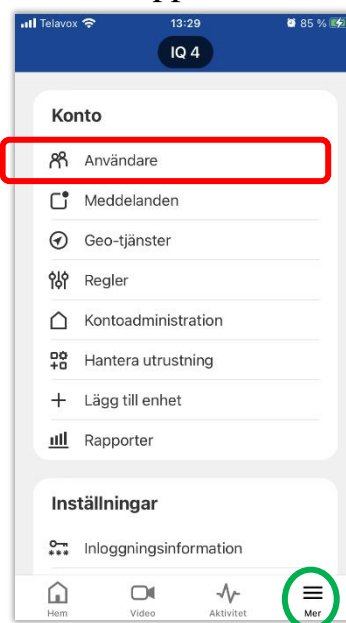 Telavox 13:29 85 %
IQ 4
Konto
Användare
Meddelanden
Geo-tjänster
Regler
Kontoadministration
Hantera utrustning
Lägg till enhet
Rapporter
Inställningar
Inloggningsinformation
Hem Video Aktivitet Mer